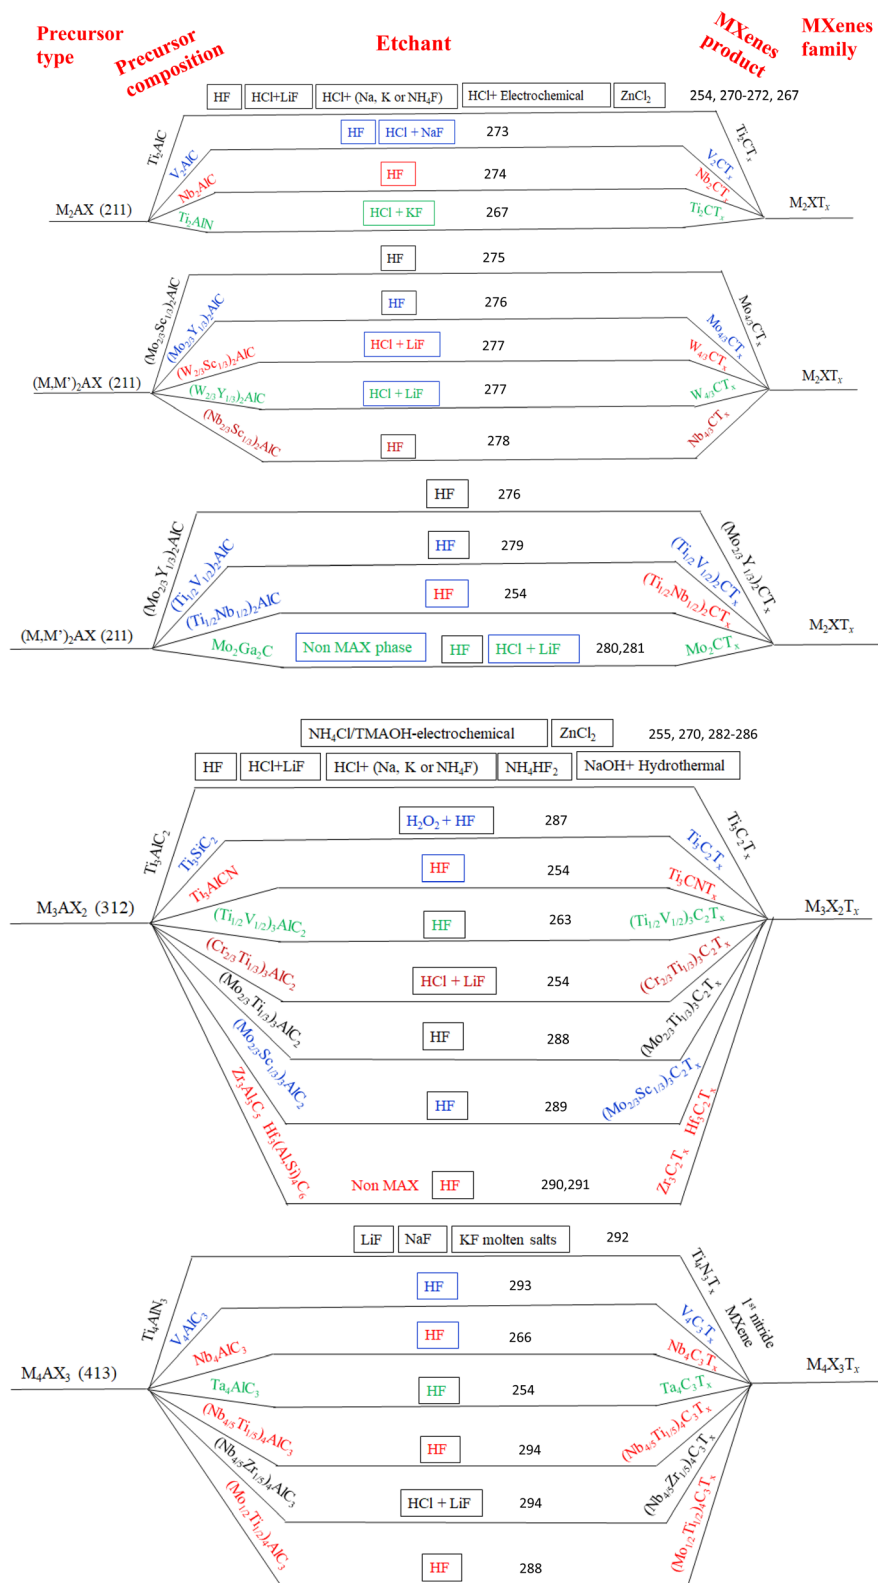 Precursor type
Precursor composition
Etchant
MXenes product
MXenes family
HF HCl+LiF HCl+ (Na, K or NH₄F) HCl+ Electrochemical ZnCl₂ 254, 270-272, 267
Ti₂AlC Ti₂CTₓ
HF HCl + NaF 273
V₂AlC V₂CTₓ
HF 274
Nb₂AlC Nb₂CTₓ
HCl + KF 267
Ti₂AlN Ti₂CTₓ
M₂AX (211) M₂XTₓ
HF 275
(Mo₂/₃Sc₁/₃)₂AlC Mo₄/₃CTₓ
HF 276
(Mo₂/₃Y₁/₃)₂AlC Mo₄/₃CTₓ
HCl + LiF 277
(W₂/₃Sc₁/₃)₂AlC W₄/₃CTₓ
(M,M’)₂AX (211) M₂XTₓ
HCl + LiF 277
(W₂/₃Y₁/₃)₂AlC W₄/₃CTₓ
HF 278
(Nb₂/₃Sc₁/₃)₂AlC Nb₄/₃CTₓ
HF 276
(Mo₂/₃Y₁/₃)₂AlC (Mo₂/₃Y₁/₃)₂CTₓ
HF 279
(Ti₁/₂V₁/₂)₂AlC (Ti₁/₂V₁/₂)₂CTₓ
HF 254
(Ti₁/₂Nb₁/₂)₂AlC (Ti₁/₂Nb₁/₂)₂CTₓ
(M,M’)₂AX (211) M₂XTₓ
Mo₂Ga₂C Non MAX phase HF HCl + LiF 280,281 Mo₂CTₓ
NH₄Cl/TMAOH-electrochemical ZnCl₂ 255, 270, 282-286
HF HCl+LiF HCl+ (Na, K or NH₄F) NH₄HF₂ NaOH+ Hydrothermal
Ti₃AlC₂ Ti₃C₂Tₓ
H₂O₂ + HF 287
Ti₃SiC₂ Ti₃C₂Tₓ
HF 254
Ti₃AlCN Ti₃CNTₓ
M₃AX₂ (312) M₃X₂Tₓ
(Ti₁/₂V₁/₂)₃AlC₂ HF 263 (Ti₁/₂V₁/₂)₃C₂Tₓ
(Cr₂/₃Ti₁/₃)₃AlC₂ HCl + LiF 254 (Cr₂/₃Ti₁/₃)₃C₂Tₓ
(Mo₂/₃Ti₁/₃)₃AlC₂ HF 288 (Mo₂/₃Ti₁/₃)₃C₂Tₓ
(Mo₂/₃Sc₁/₃)₃AlC₂ HF 289 (Mo₂/₃Sc₁/₃)₃C₂Tₓ
Zr₃Al₃C₅ Hf₃(Al,Si)₄C₆ Non MAX HF 290,291 Zr₃C₂Tₓ Hf₃C₂Tₓ
LiF NaF KF molten salts 292
Ti₄AlN₃ Ti₄N₃Tₓ
1ˢᵗ nitride MXene
HF 293
V₄AlC₃ V₄C₃Tₓ
HF 266
Nb₄AlC₃ Nb₄C₃Tₓ
M₄AX₃ (413) M₄X₃Tₓ
Ta₄AlC₃ HF 254 Ta₄C₃Tₓ
(Nb₄/₅Ti₁/₅)₄AlC₃ HF 294 (Nb₄/₅Ti₁/₅)₄C₃Tₓ
(Nb₄/₅Zr₁/₅)₄AlC₃ HCl + LiF 294 (Nb₄/₅Zr₁/₅)₄C₃Tₓ
(Mo₁/₂Ti₁/₂)₄AlC₃ HF 288 (Mo₁/₂Ti₁/₂)₄C₃Tₓ